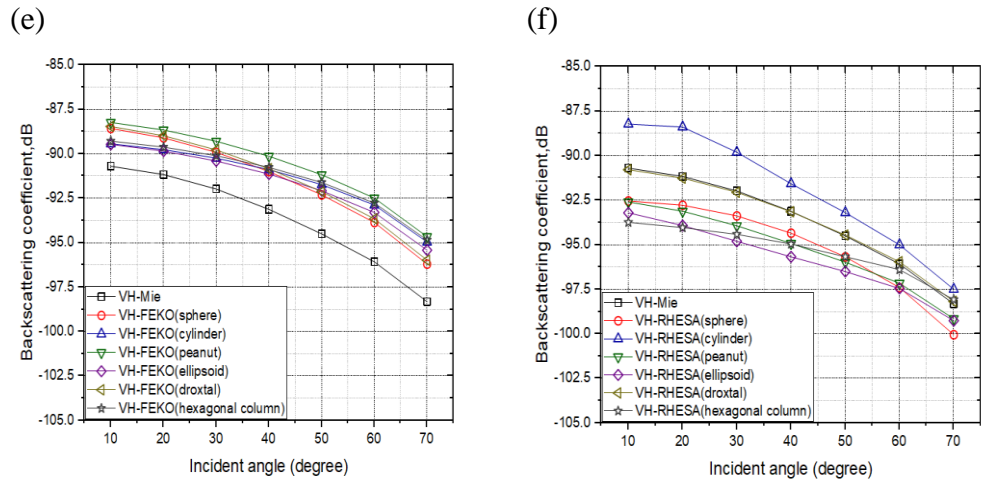 (e)
Backscattering coefficient,dB
-85.0
-87.5
-90.0
-92.5
-95.0
-97.5
-100.0
-102.5
-105.0
VH-Mie
VH-FEKO(sphere)
VH-FEKO(cylinder)
VH-FEKO(peanut)
VH-FEKO(ellipsoid)
VH-FEKO(droxtal)
VH-FEKO(hexagonal column)
10 20 30 40 50 60 70
Incident angle (degree)
(f)
Backscattering coefficient,dB
-85.0
-87.5
-90.0
-92.5
-95.0
-97.5
-100.0
-102.5
-105.0
VH-Mie
VH-RHESA(sphere)
VH-RHESA(cylinder)
VH-RHESA(peanut)
VH-RHESA(ellipsoid)
VH-RHESA(droxtal)
VH-RHESA(hexagonal column)
10 20 30 40 50 60 70
Incident angle (degree)